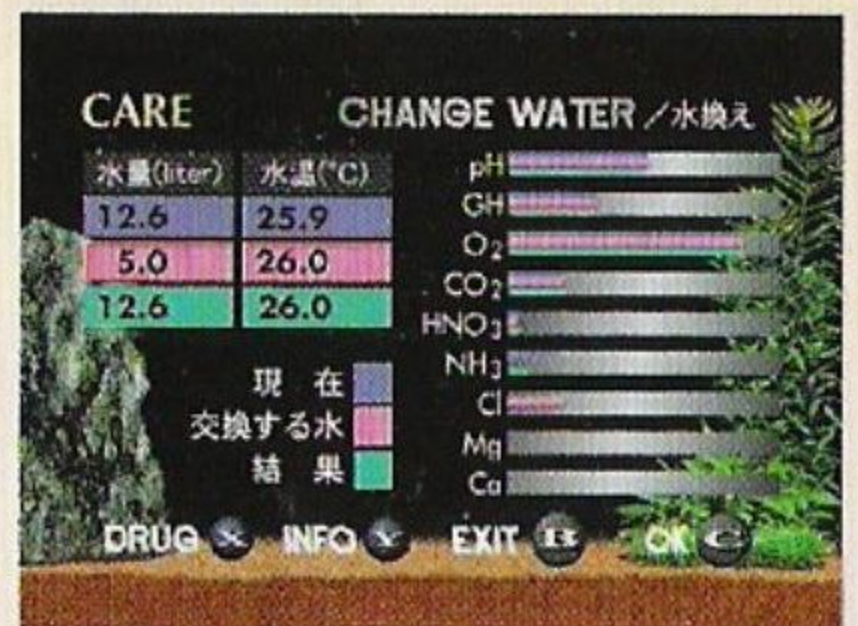 CARE
CHANGE WATER／水換え
水量(liter) 水温(℃)
12.6 25.9
5.0 26.0
12.6 26.0
現 在
交換する水
結 果
pH
GH
O₂
CO₂
HNO₃
NH₃
Cl
Mg
Ca
DRUG X INFO Y EXIT B OK C